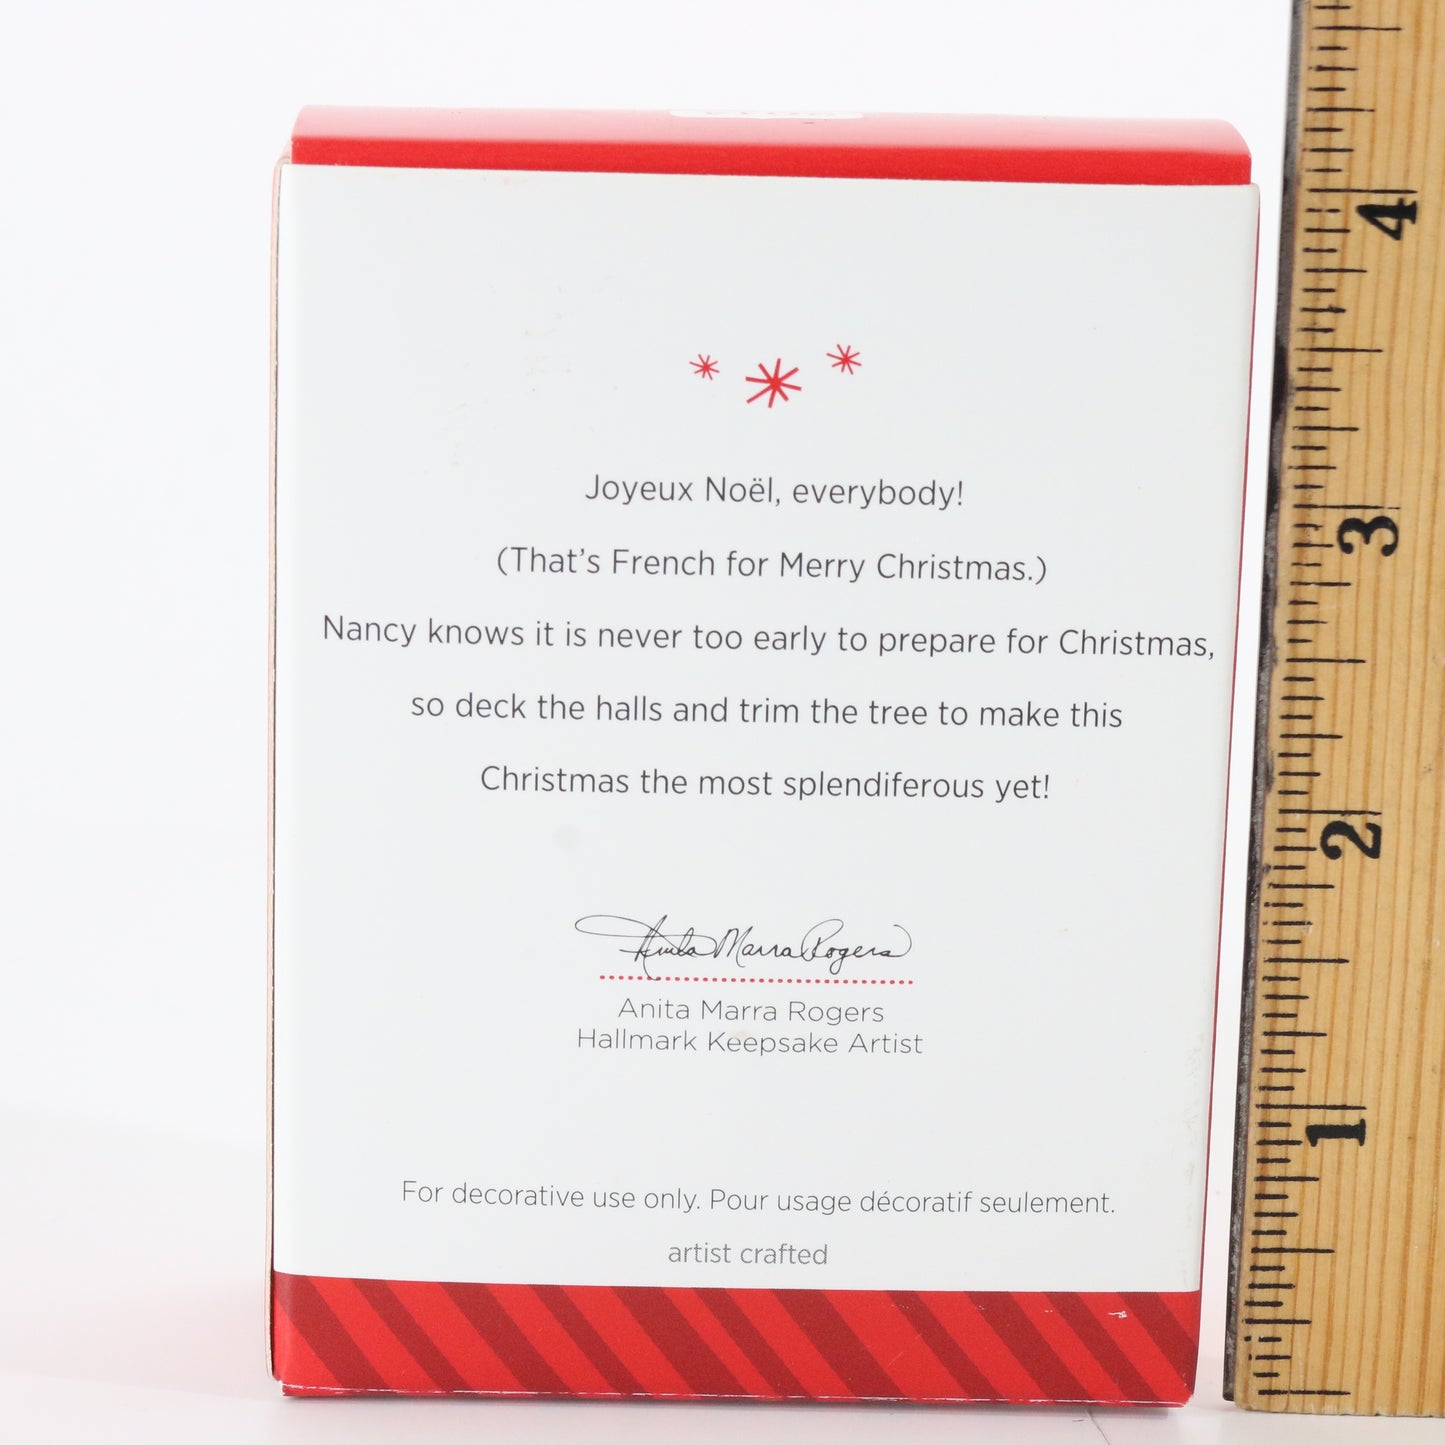 Joyeux Noël, everybody!
(That's French for Merry Christmas.)
Nancy knows it is never too early to prepare for Christmas,
so deck the halls and trim the tree to make this
Christmas the most splendiferous yet!
Anita Marra Rogers
Anita Marra Rogers
Hallmark Keepsake Artist
For decorative use only. Pour usage décoratif seulement.
artist crafted
4
3
2
1